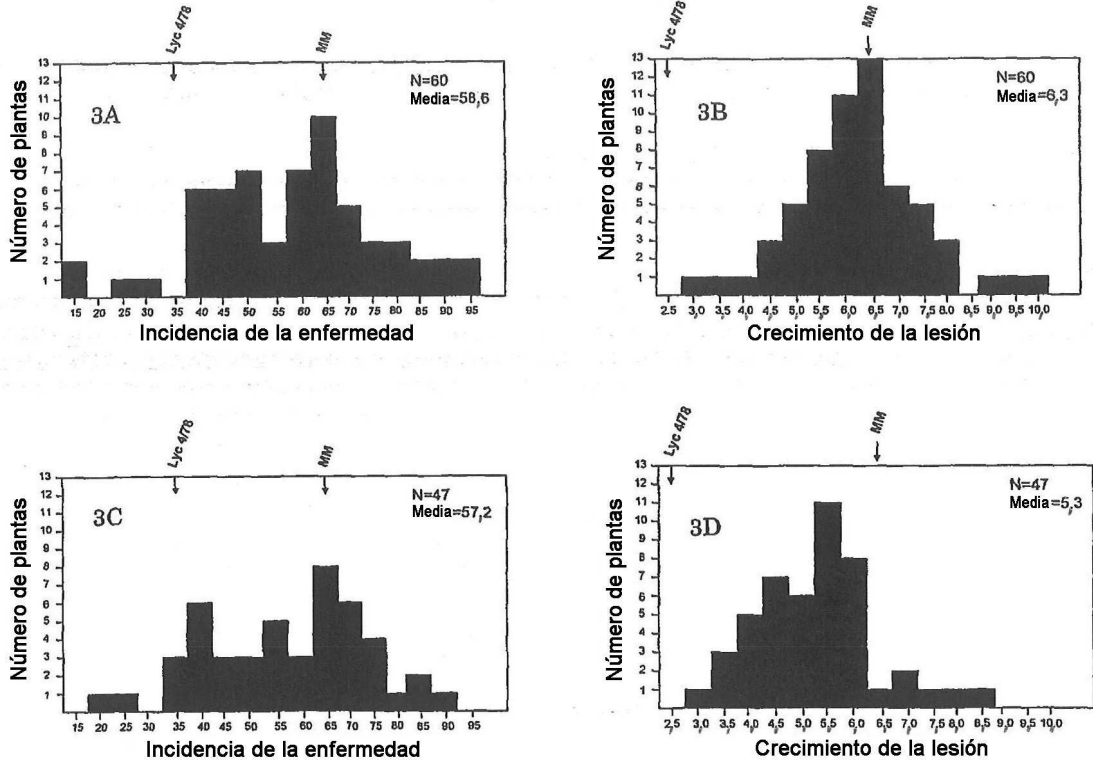 Lyc 4/78
MM
Número de plantas
13
12
11
10
9
8
7
6
5
4
3
2
1
3A
N=60
Media=58,6
15 20 25 30 35 40 45 50 55 60 65 70 75 80 85 90 95
Incidencia de la enfermedad
Lyc 4/78
MM
Número de plantas
13
12
11
10
9
8
7
6
5
4
3
2
1
3B
N=60
Media=6,3
2,5 3,0 3,5 4,0 4,5 5,0 5,5 6,0 6,5 7,0 7,5 8,0 8,5 9,0 9,5 10,0
Crecimiento de la lesión
Lyc 4/78
MM
Número de plantas
13
12
11
10
9
8
7
6
5
4
3
2
1
3C
N=47
Media=57,2
15 20 25 30 35 40 45 50 55 60 65 70 75 80 85 90 95
Incidencia de la enfermedad
Lyc 4/78
MM
Número de plantas
13
12
11
10
9
8
7
6
5
4
3
2
1
3D
N=47
Media=5,3
2,5 3,0 3,5 4,0 4,5 5,0 5,5 6,0 6,5 7,0 7,5 8,0 8,5 9,0 9,5 10,0
Crecimiento de la lesión